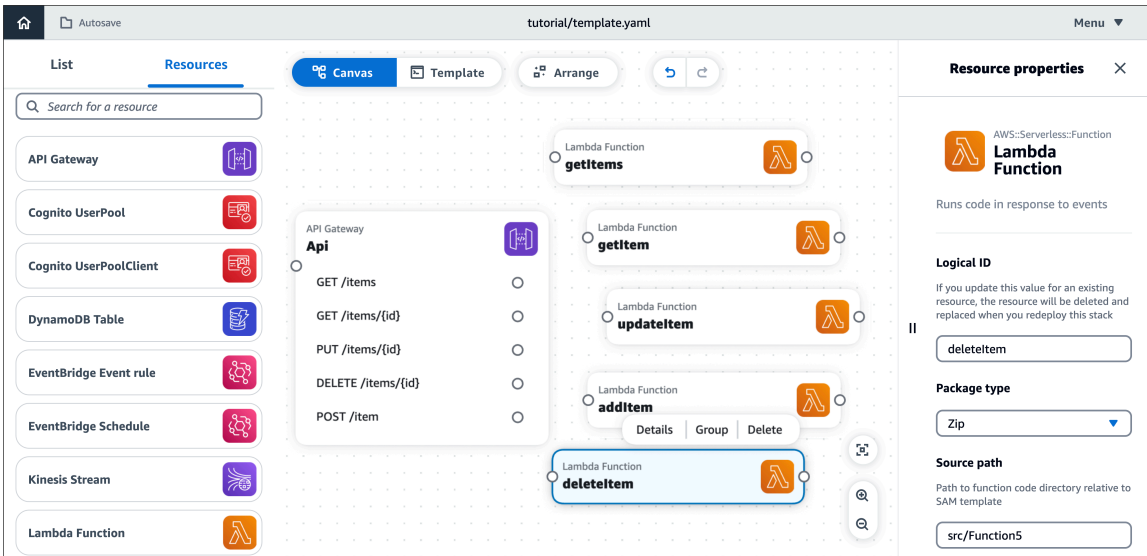 Autosave
tutorial/template.yaml
Menu
List
Resources
Search for a resource
API Gateway
Cognito UserPool
Cognito UserPoolClient
DynamoDB Table
EventBridge Event rule
EventBridge Schedule
Kinesis Stream
Lambda Function
Canvas
Template
Arrange
API Gateway
Api
GET /items
GET /items/{id}
PUT /items/{id}
DELETE /items/{id}
POST /item
Lambda Function
getItems
Lambda Function
getItem
Lambda Function
updateItem
Lambda Function
addItem
Details
Group
Delete
Lambda Function
deleteItem
Resource properties
AWS::Serverless::Function
Lambda
Function
Runs code in response to events
Logical ID
If you update this value for an existing
resource, the resource will be deleted and
replaced when you redeploy this stack
deleteItem
Package type
Zip
Source path
Path to function code directory relative to
SAM template
src/Function5